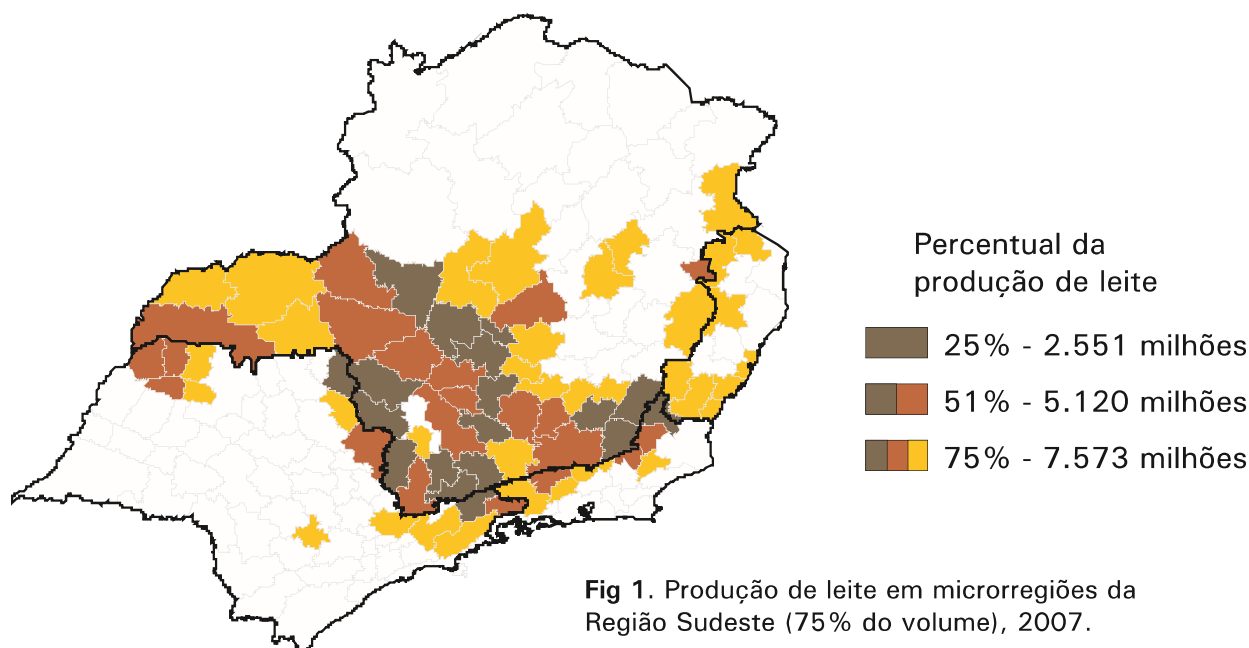 Percentual da
produção de leite
25% - 2.551 milhões
51% - 5.120 milhões
75% - 7.573 milhões
Fig 1. Produção de leite em microrregiões da
Região Sudeste (75% do volume), 2007.